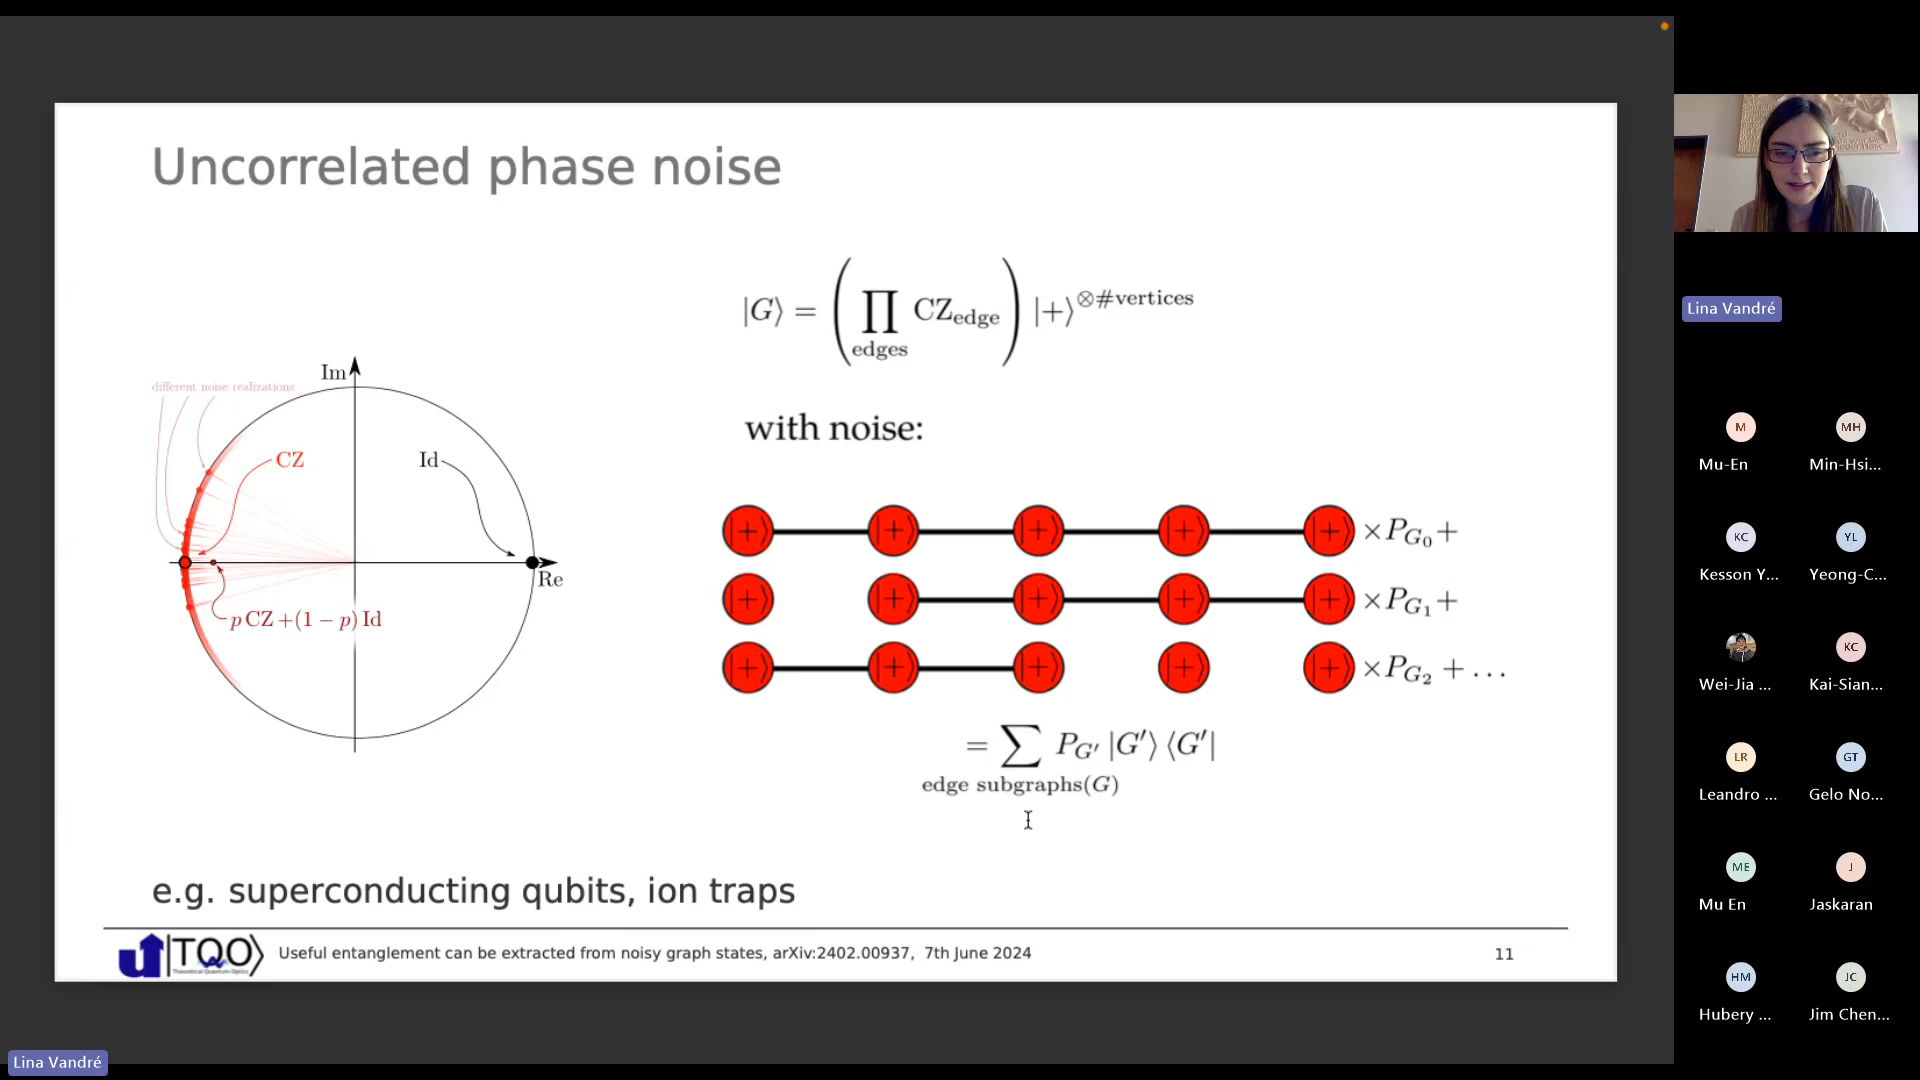 Uncorrelated phase noise
|G⟩ = (∏ CZ_edge) |+⟩^⊗#vertices
edges
Im
different noise realizations
CZ
Id
Re
p CZ +(1 − p) Id
with noise:
|+⟩ |+⟩ |+⟩ |+⟩ |+⟩ ×P_G₀ +
|+⟩ |+⟩ |+⟩ |+⟩ |+⟩ ×P_G₁ +
|+⟩ |+⟩ |+⟩ |+⟩ |+⟩ ×P_G₂ + ...
= ∑ P_G′ |G′⟩ ⟨G′|
edge subgraphs(G)
e.g. superconducting qubits, ion traps
|TQO⟩
Theoretical Quantum Optics
Useful entanglement can be extracted from noisy graph states, arXiv:2402.00937, 7th June 2024
11
Lina Vandré
Lina Vandré
M
Mu-En
MH
Min-Hsi...
KC
Kesson Y...
YL
Yeong-C...
Wei-Jia ...
KC
Kai-Sian...
LR
Leandro ...
GT
Gelo No...
ME
Mu En
J
Jaskaran
HM
Hubery ...
JC
Jim Chen...